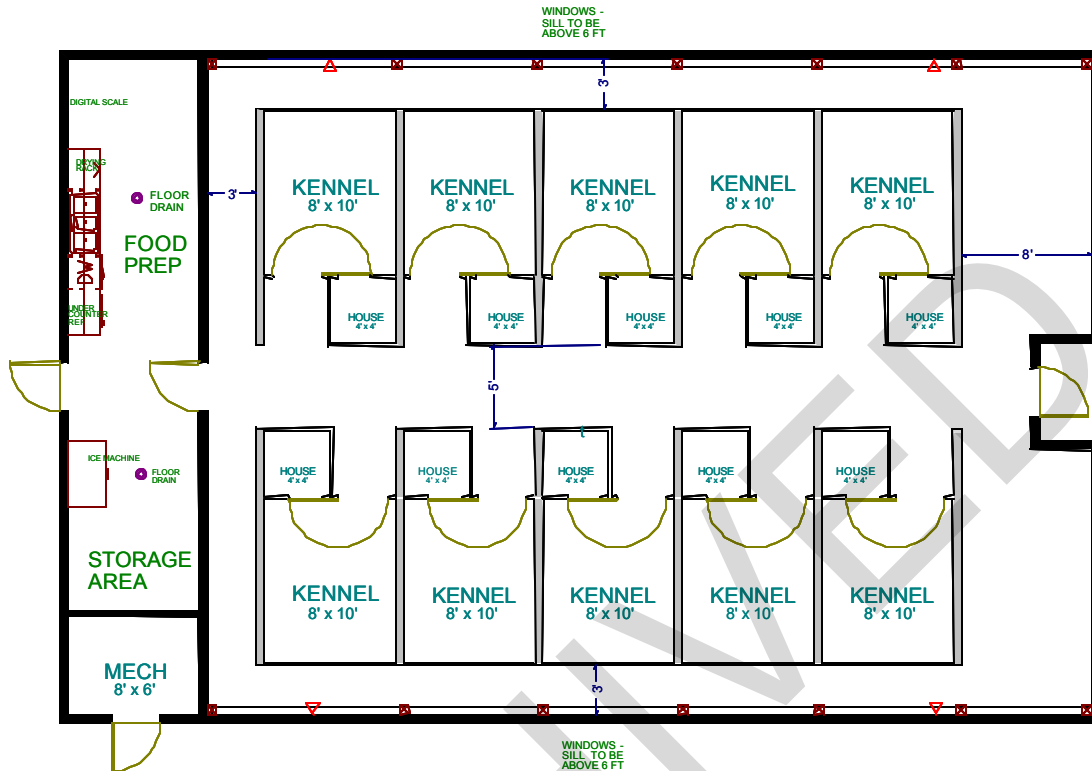 WINDOWS -
SILL TO BE
ABOVE 6 FT
DIGITAL SCALE
3'
DRYING
RACK
FLOOR
DRAIN
3'
KENNEL
8' x 10'
KENNEL
8' x 10'
KENNEL
8' x 10'
KENNEL
8' x 10'
KENNEL
8' x 10'
FOOD
PREP
DW
8'
UNDER
COUNTER
REF
HOUSE
4' x 4'
HOUSE
4' x 4'
HOUSE
4' x 4'
HOUSE
4' x 4'
HOUSE
4' x 4'
5'
ICE MACHINE
FLOOR
DRAIN
HOUSE
4' x 4'
HOUSE
4' x 4'
HOUSE
4' x 4'
HOUSE
4' x 4'
HOUSE
4' x 4'
STORAGE
AREA
KENNEL
8' x 10'
KENNEL
8' x 10'
KENNEL
8' x 10'
KENNEL
8' x 10'
KENNEL
8' x 10'
MECH
8' x 6'
3'
WINDOWS -
SILL TO BE
ABOVE 6 FT
IVED